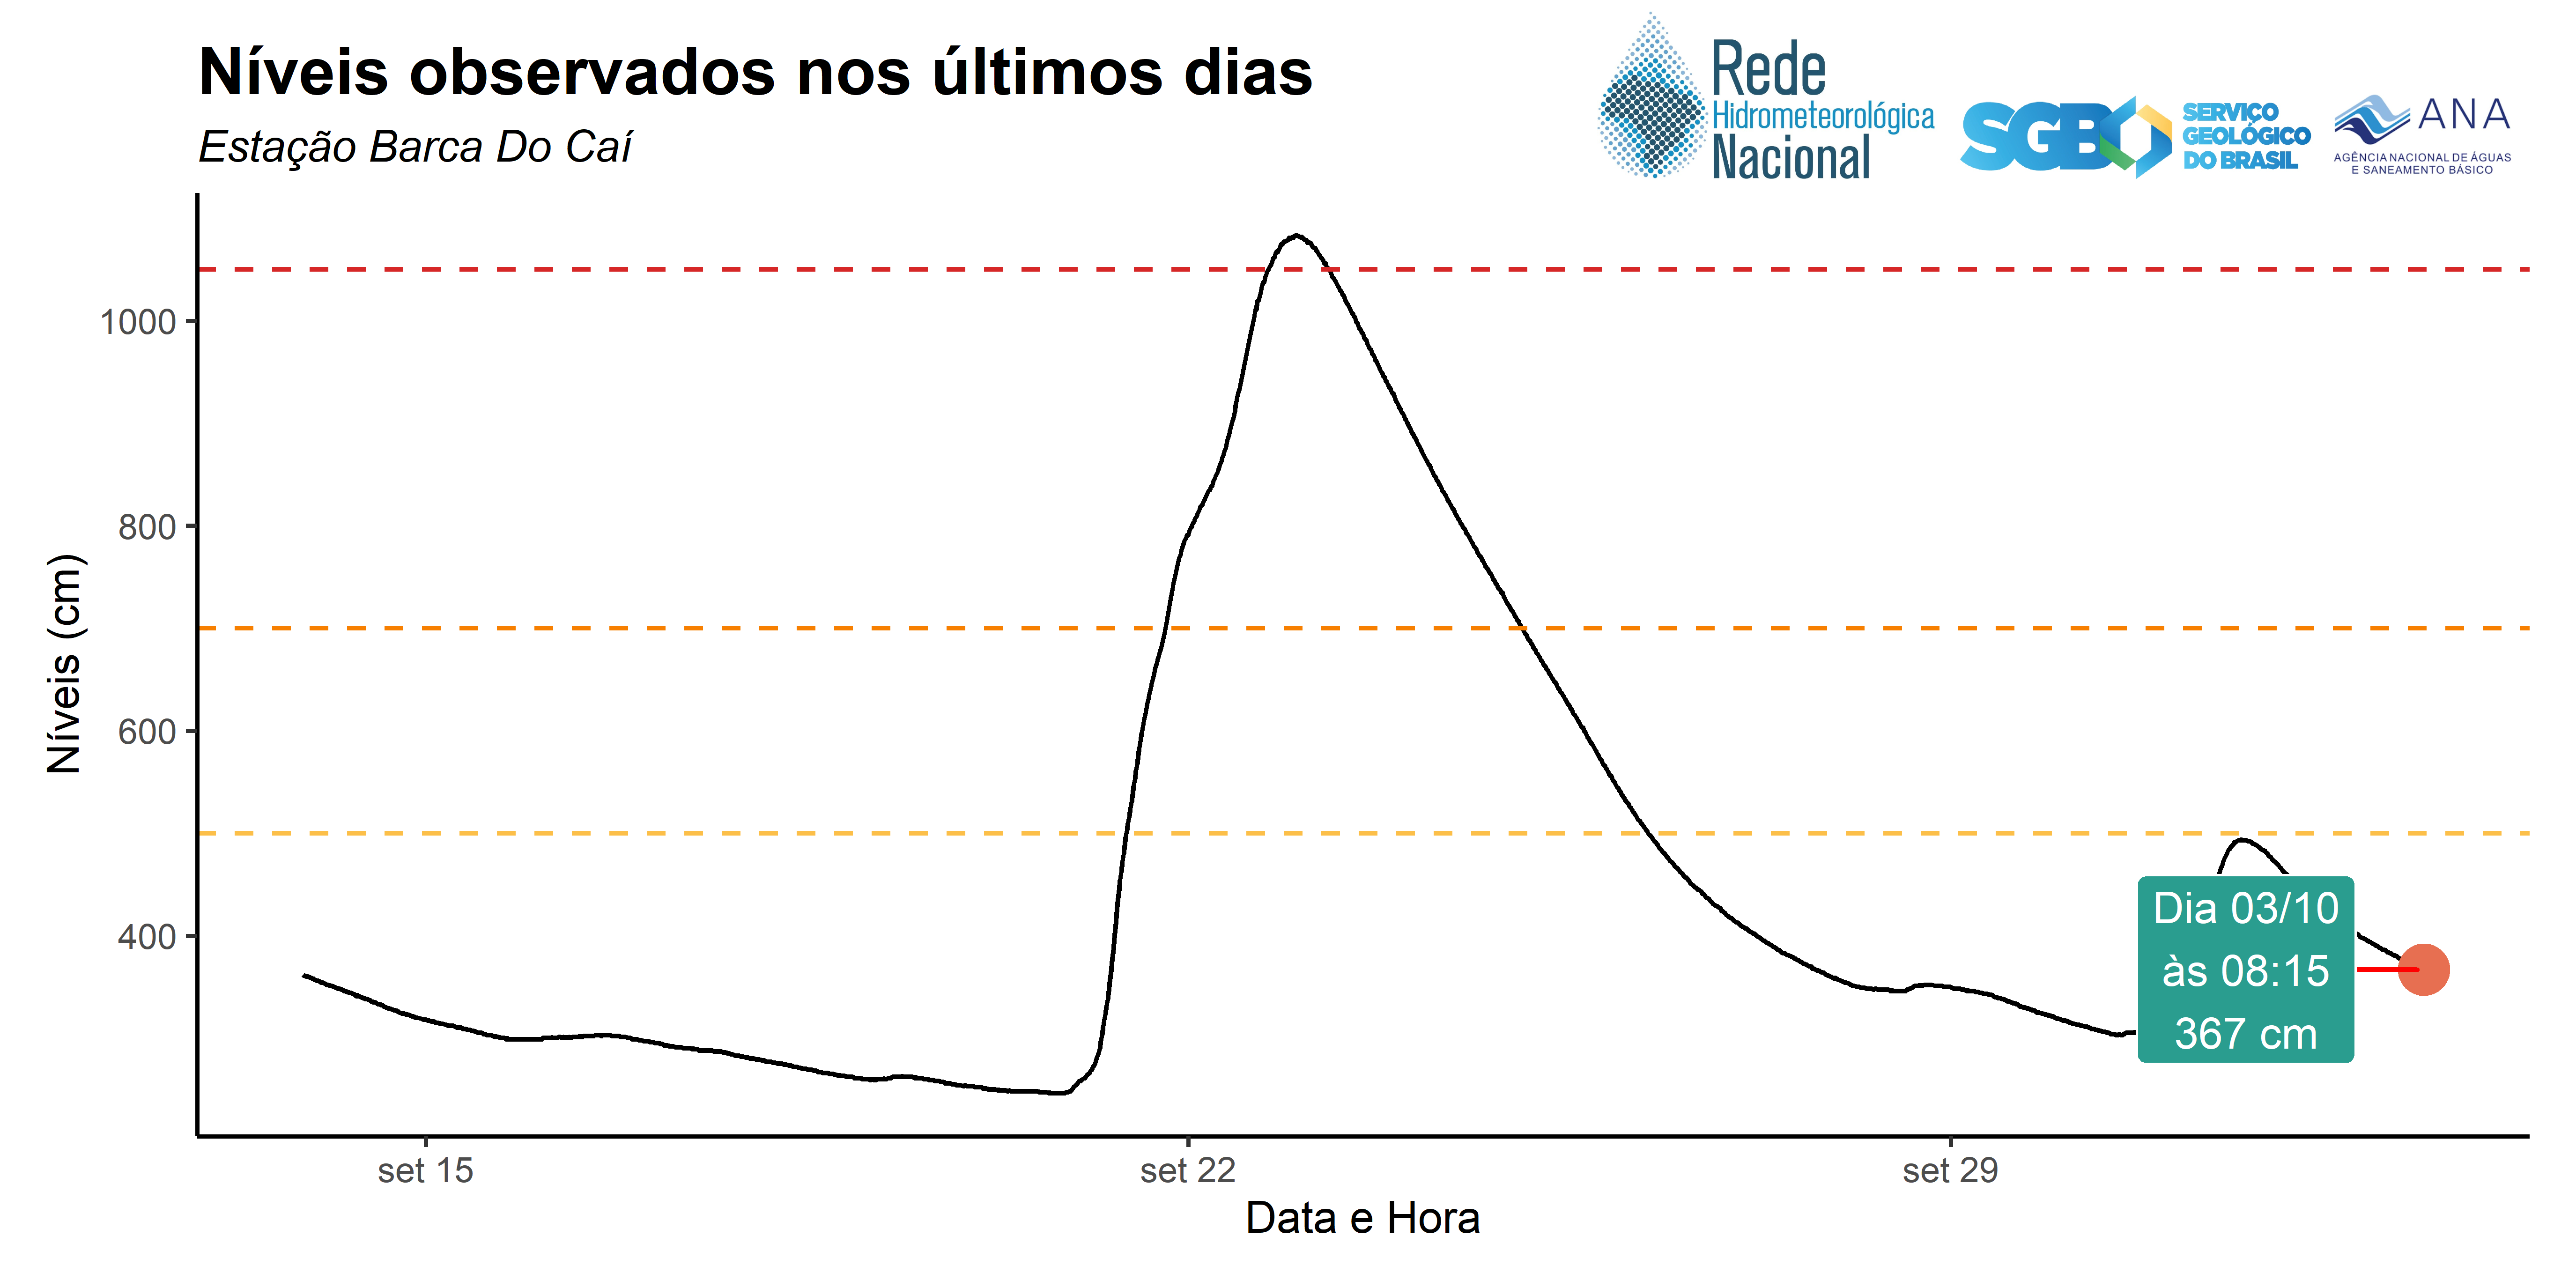 Níveis observados nos últimos dias
Estação Barca Do Caí
Rede
Hidrometeorológica
Nacional
SGB
SERVIÇO
GEOLÓGICO
DO BRASIL
ANA
AGÊNCIA NACIONAL DE ÁGUAS
E SANEAMENTO BÁSICO
Níveis (cm)
1000
800
600
400
Dia 03/10
às 08:15
367 cm
set 15
set 22
set 29
Data e Hora